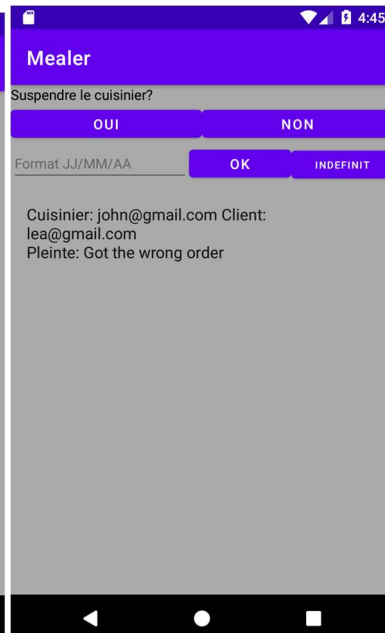 4:45
Mealer
Suspendre le cuisinier?
OUI NON
Format JJ/MM/AA OK INDEFINIT
Cuisinier: john@gmail.com Client:
lea@gmail.com
Pleinte: Got the wrong order